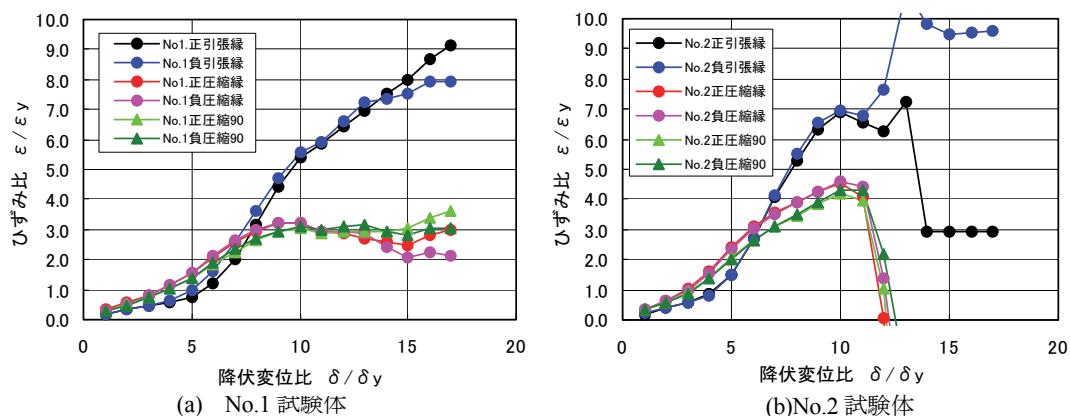 9.0
8.0
7.0
6.0
5.0
4.0
3.0
2.0
1.0
0.0
ひずみ比 ε/εy
No1.正引張縁
No.1負引張縁
No1.正圧縮縁
No.1負圧縮縁
No.1正圧縮90
No.1負圧縮90
0 5 10 15 20
降伏変位比 δ/δy
(a) No.1 試験体
10.0
9.0
8.0
7.0
6.0
5.0
4.0
3.0
2.0
1.0
0.0
ひずみ比 ε/εy
No.2正引張縁
No.2負引張縁
No.2正圧縮縁
No.2負圧縮縁
No.2正圧縮90
No.2負圧縮90
0 5 10 15 20
降伏変位比 δ/δy
(b)No.2 試験体